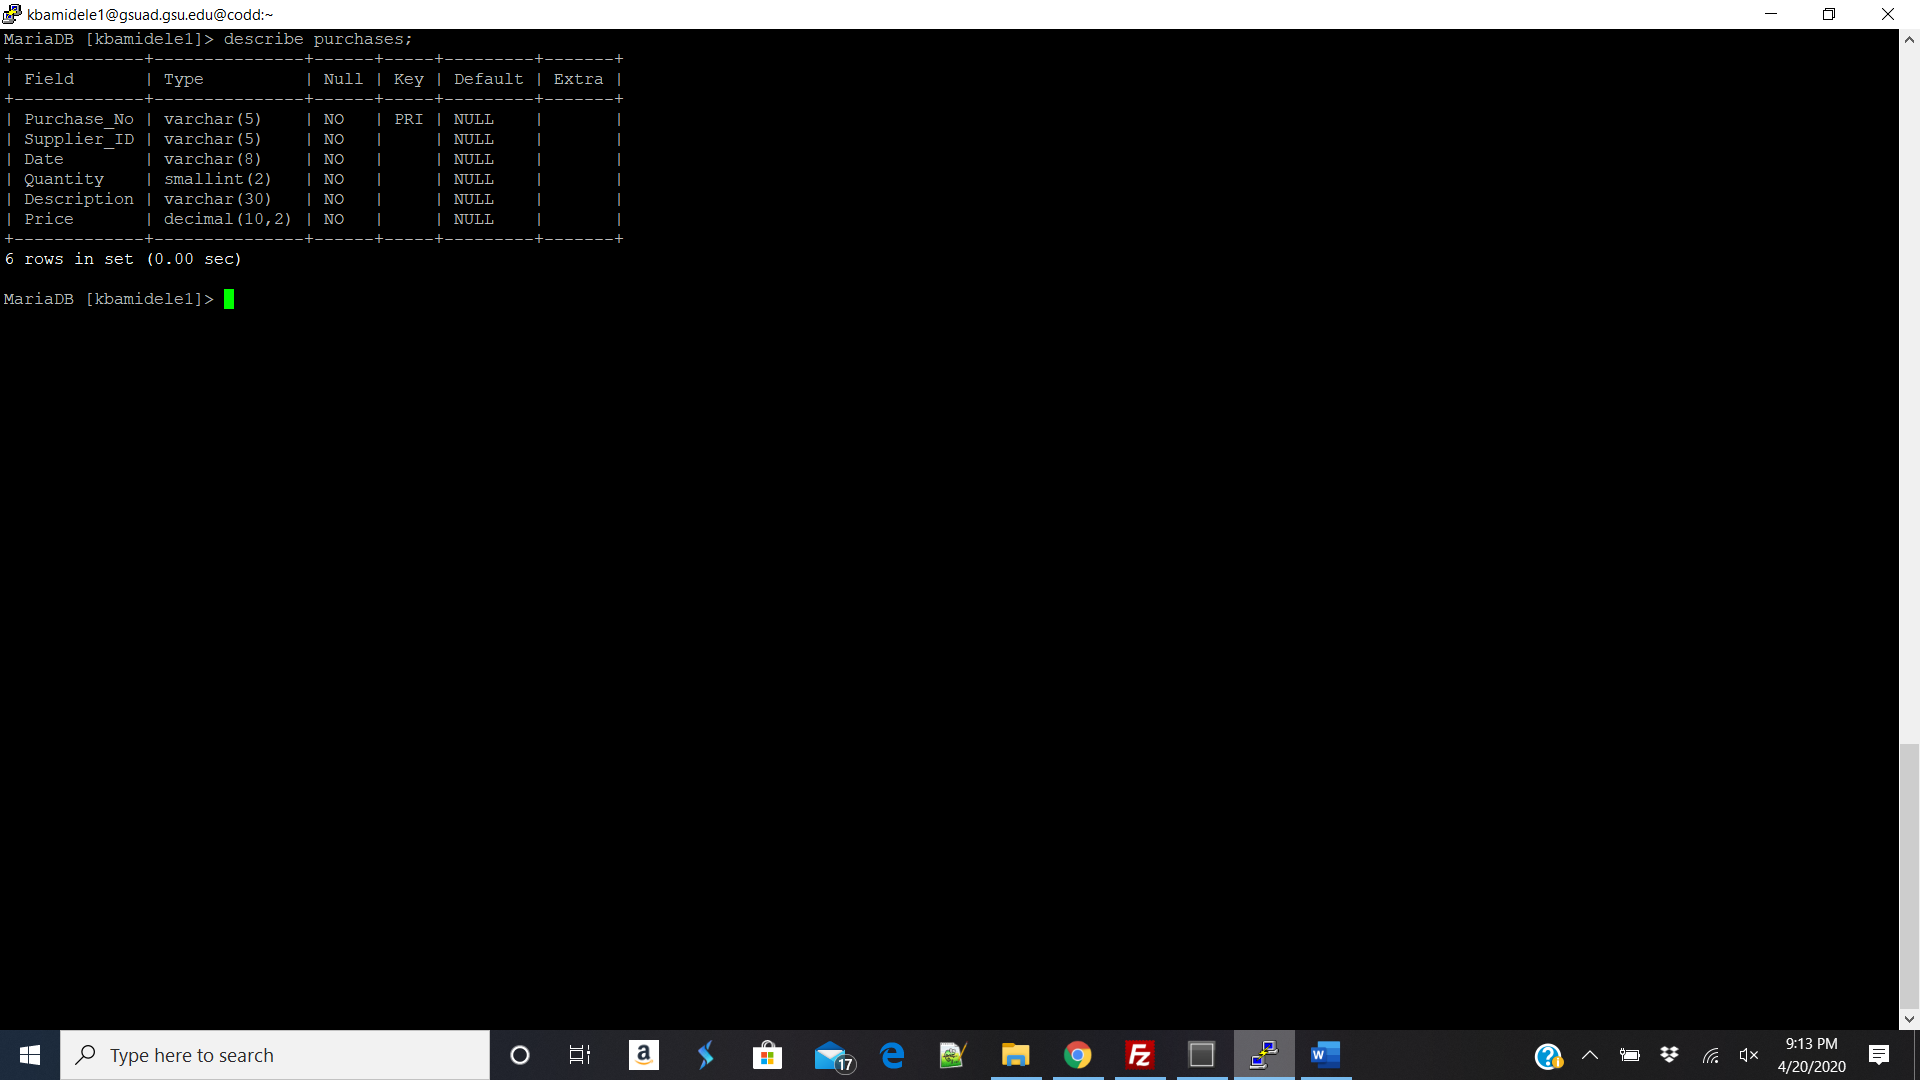 kbamidele1@gsuad.gsu.edu@codd:~
MariaDB [kbamidele1]> describe purchases;
+-------------+---------------+------+-----+---------+-------+
| Field       | Type          | Null | Key | Default | Extra |
+-------------+---------------+------+-----+---------+-------+
| Purchase_No | varchar(5)    | NO   | PRI | NULL    |       |
| Supplier_ID | varchar(5)    | NO   |     | NULL    |       |
| Date        | varchar(8)    | NO   |     | NULL    |       |
| Quantity    | smallint(2)   | NO   |     | NULL    |       |
| Description | varchar(30)   | NO   |     | NULL    |       |
| Price       | decimal(10,2) | NO   |     | NULL    |       |
+-------------+---------------+------+-----+---------+-------+
6 rows in set (0.00 sec)
MariaDB [kbamidele1]>
Type here to search
17
9:13 PM
4/20/2020